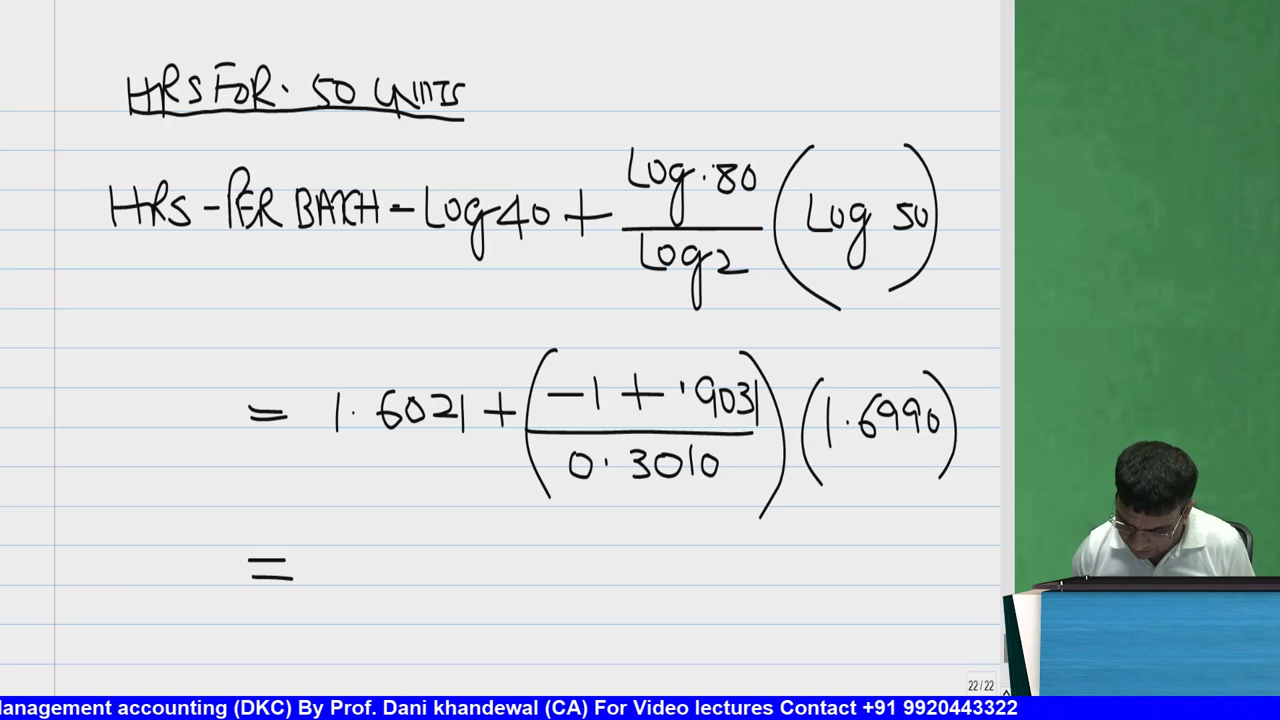 HRS FOR. 50 UNITS
HRS - PER BATCH = Log 40 + Log .80 / Log 2 ( Log 50 )
= 1.6021 + ( -1 + .9031 / 0.3010 ) ( 1.6990 )
=
22/22
lanagement accounting (DKC) By Prof. Dani khandewal (CA) For Video lectures Contact +91 9920443322